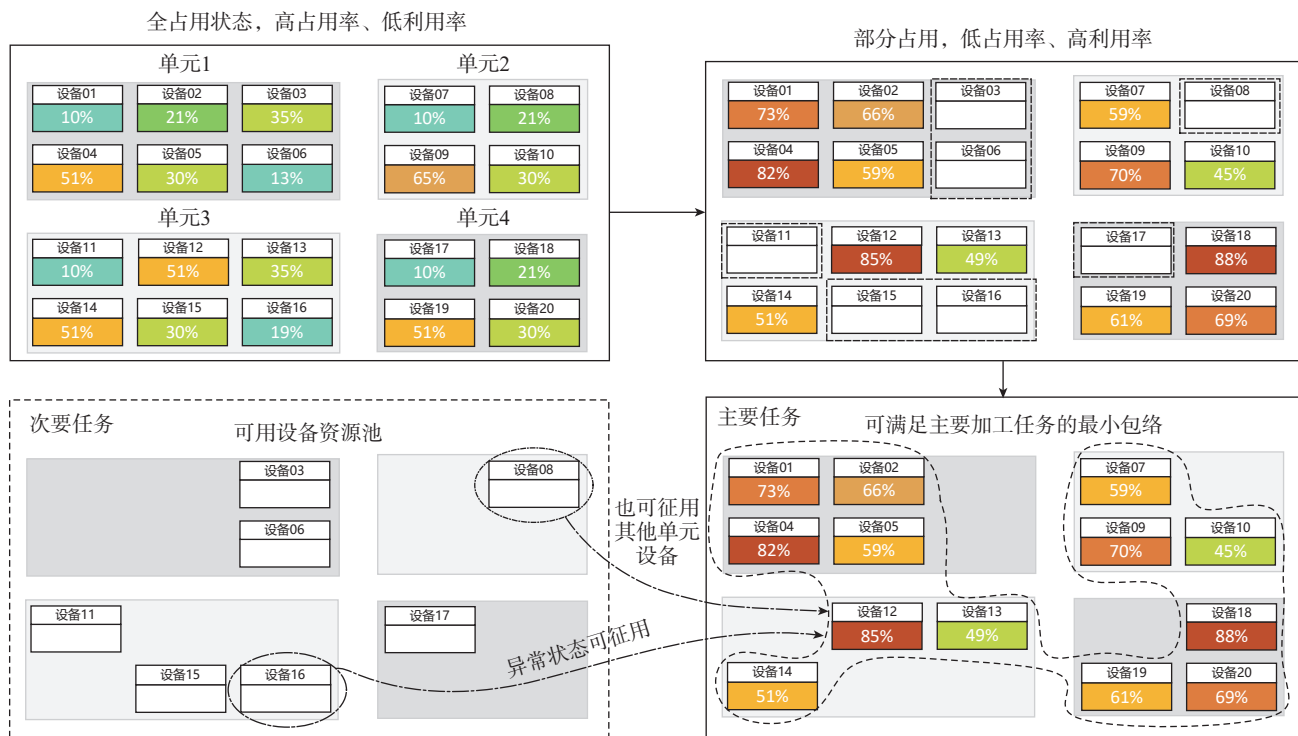 全占用状态，高占用率、低利用率
单元1
单元2
设备01
设备02
设备03
10%
21%
35%
设备04
设备05
设备06
51%
30%
13%
设备07
设备08
10%
21%
设备09
设备10
65%
30%
单元3
单元4
设备11
设备12
设备13
10%
51%
35%
设备14
设备15
设备16
51%
30%
19%
设备17
设备18
10%
21%
设备19
设备20
51%
30%
部分占用，低占用率、高利用率
设备01
设备02
设备03
73%
66%
设备04
设备05
设备06
82%
59%
设备07
设备08
59%
设备09
设备10
70%
45%
设备11
设备12
设备13
85%
49%
设备14
设备15
设备16
51%
设备17
设备18
88%
设备19
设备20
61%
69%
次要任务
可用设备资源池
设备03
设备06
设备08
设备11
设备15
设备16
设备17
也可征用
其他单元
设备
异常状态可征用
主要任务
可满足主要加工任务的最小包络
设备01
设备02
73%
66%
设备04
设备05
82%
59%
设备07
59%
设备09
设备10
70%
45%
设备12
设备13
85%
49%
设备14
51%
设备18
88%
设备19
设备20
61%
69%